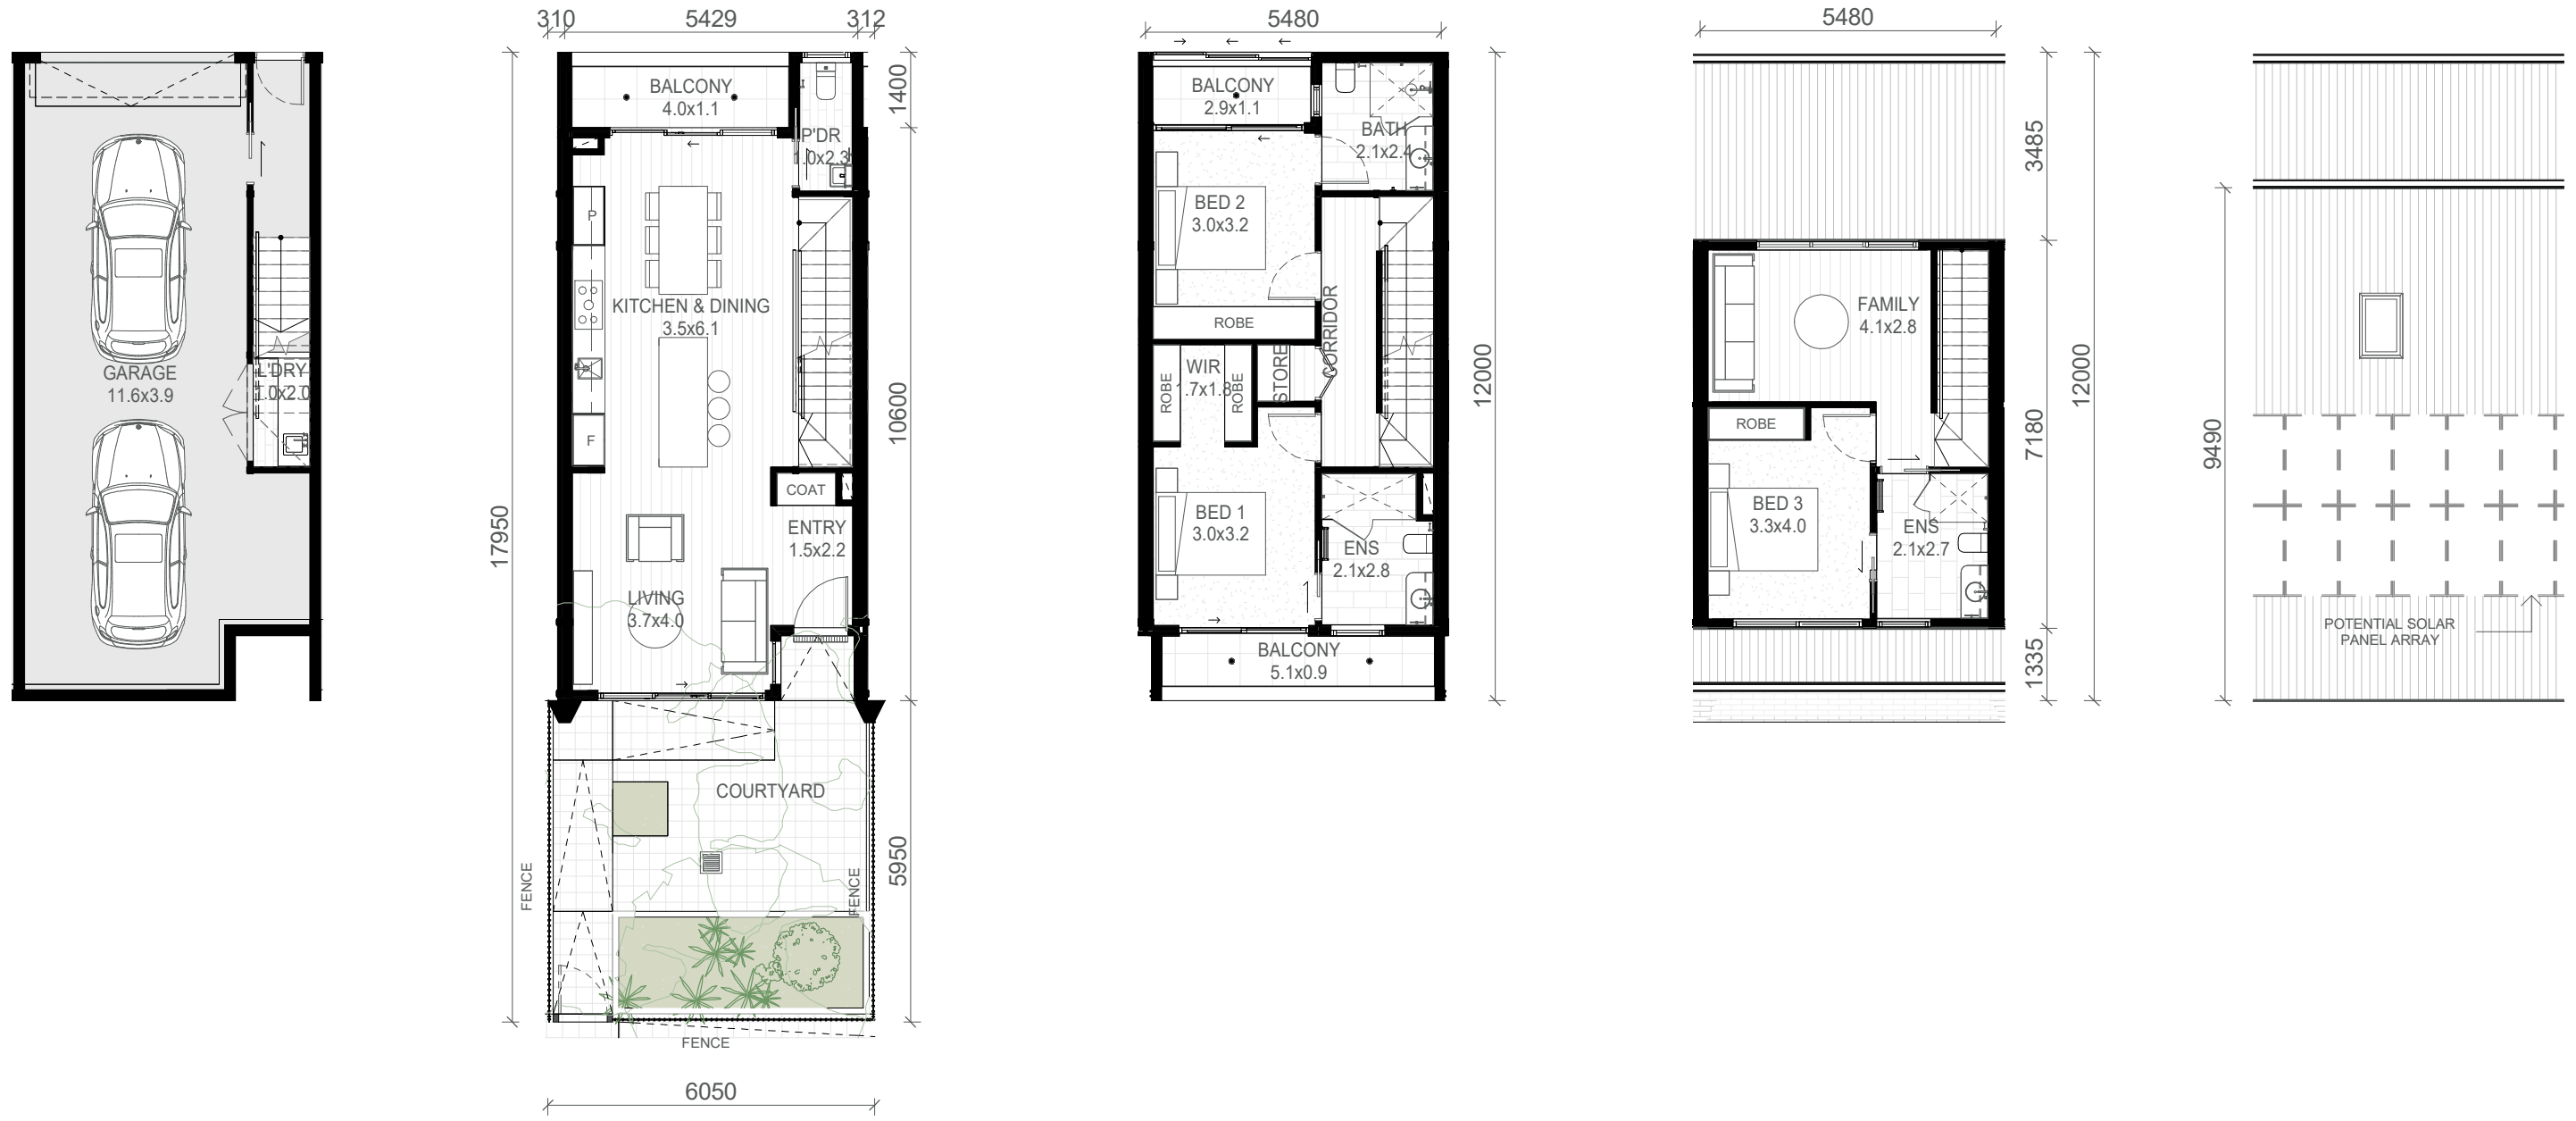 GARAGE
11.6x3.9
L'DRY
1.0x2.0
310
5429
312
BALCONY
4.0x1.1
P'DR
1.0x2.3
P
KITCHEN & DINING
3.5x6.1
F
COAT
ENTRY
1.5x2.2
LIVING
3.7x4.0
COURTYARD
FENCE
FENCE
FENCE
17950
1400
10600
5950
6050
5480
BALCONY
2.9x1.1
BATH
2.1x2.4
BED 2
3.0x3.2
ROBE
CORRIDOR
ROBE
WIR
1.7x1.8
ROBE
STORE
BED 1
3.0x3.2
ENS
2.1x2.8
BALCONY
5.1x0.9
12000
5480
FAMILY
4.1x2.8
ROBE
BED 3
3.3x4.0
ENS
2.1x2.7
3485
7180
1335
12000
9490
POTENTIAL SOLAR
PANEL ARRAY